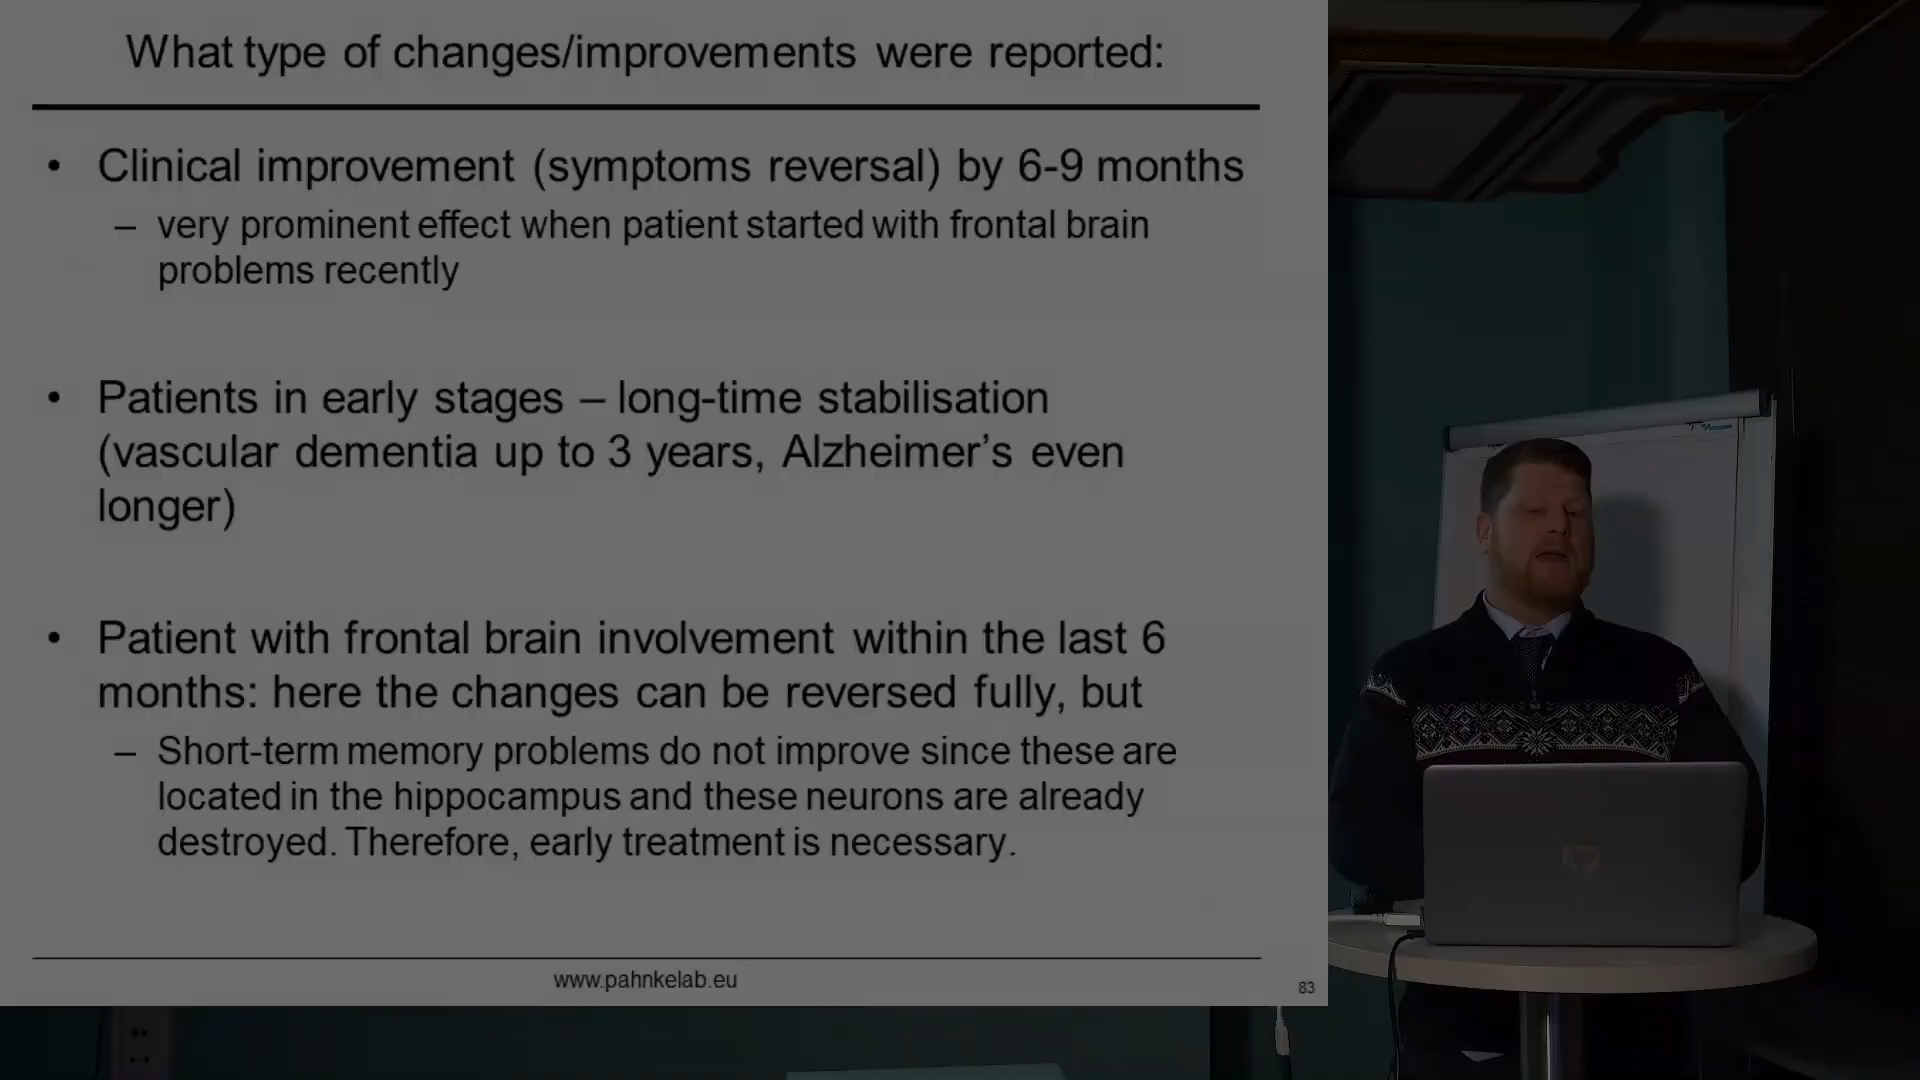 What type of changes/improvements were reported:
• Clinical improvement (symptoms reversal) by 6-9 months
– very prominent effect when patient started with frontal brain
problems recently
• Patients in early stages – long-time stabilisation
(vascular dementia up to 3 years, Alzheimer’s even
longer)
• Patient with frontal brain involvement within the last 6
months: here the changes can be reversed fully, but
– Short-term memory problems do not improve since these are
located in the hippocampus and these neurons are already
destroyed. Therefore, early treatment is necessary.
www.pahnkelab.eu
83